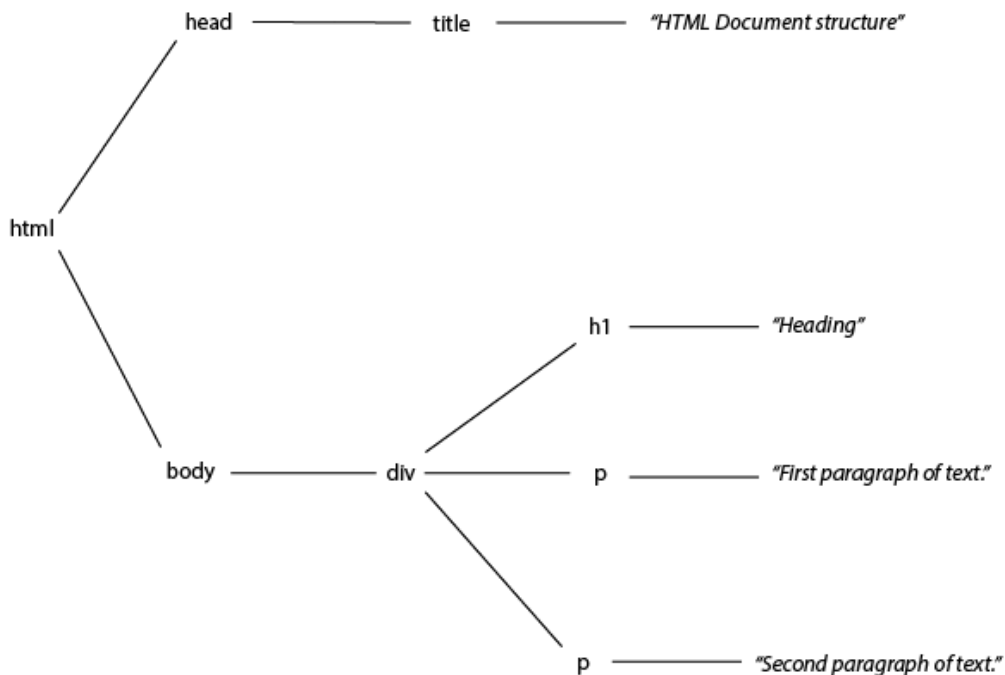 head title "HTML Document structure"
html
h1 "Heading"
body div p "First paragraph of text."
p "Second paragraph of text."